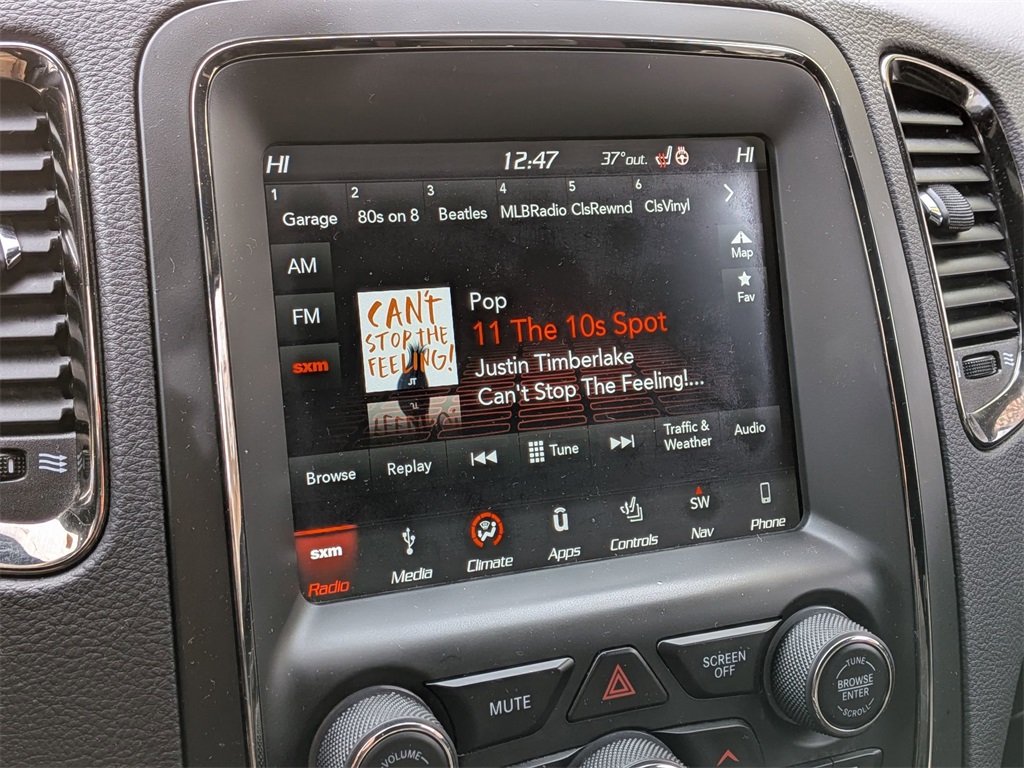 HI 12:47 37°out. HI
1 Garage 2 80s on 8 3 Beatles 4 MLBRadio 5 ClsRewnd 6 ClsVinyl
AM
FM
sxm
CAN'T
STOP THE
FEELING!
JT
Pop
11 The 10s Spot
Justin Timberlake
Can't Stop The Feeling!...
Map
Fav
Browse Replay Tune Traffic &
Weather Audio
sxm
Radio Media Climate û
Apps Controls SW
Nav Phone
MUTE SCREEN
OFF
TUNE
BROWSE
ENTER
SCROLL
VOLUME